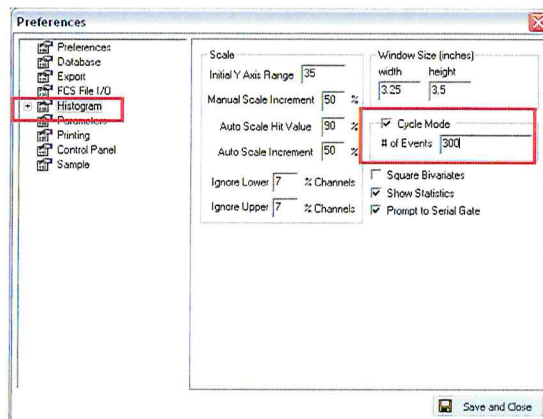 Preferences
Preferences
Database
Export
FCS File I/O
Histogram
Parameters
Printing
Control Panel
Sample
Scale
Initial Y Axis Range 35
Manual Scale Increment 50 %
Auto Scale Hit Value 90 %
Auto Scale Increment 50 %
Ignore Lower 7 % Channels
Ignore Upper 7 % Channels
Window Size (inches)
width height
3.25 3.5
Cycle Mode
# of Events 300
Square Bivariates
Show Statistics
Prompt to Serial Gate
Save and Close